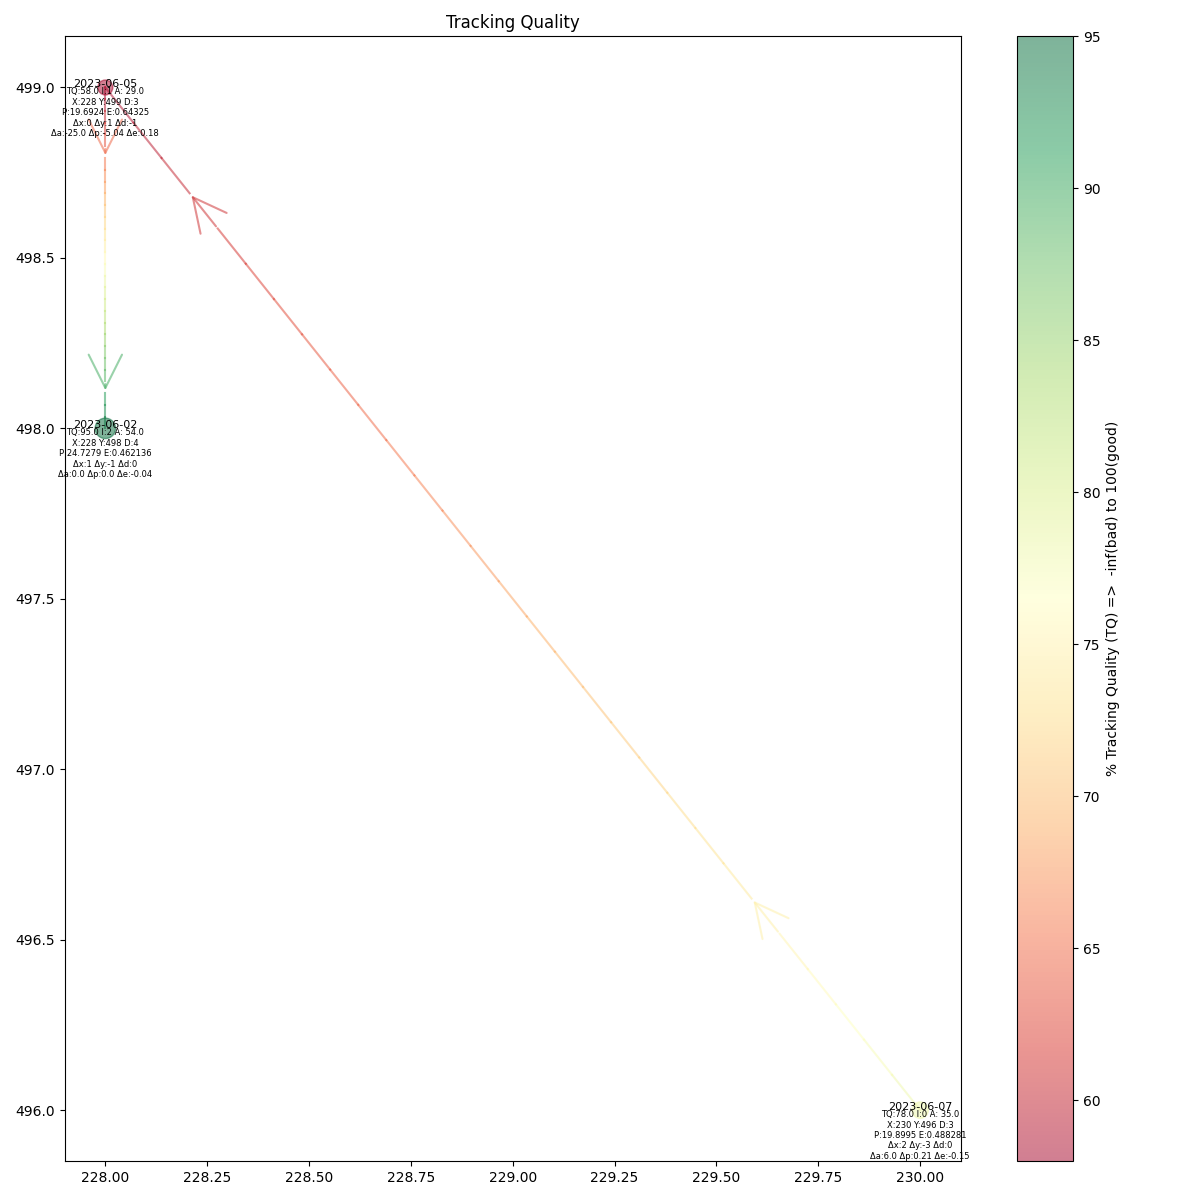 Tracking Quality
499.0
498.5
498.0
497.5
497.0
496.5
496.0
228.00 228.25 228.50 228.75 229.00 229.25 229.50 229.75 230.00
2023-06-05
TQ:58.0 I:1 A: 29.0
X:228 Y:499 D:3
P:19.6924 E:0.64325
Δx:0 Δy:1 Δd:-1
Δa:-25.0 Δp:-5.04 Δe:0.18
2023-06-02
TQ:95.0 I:2 A: 54.0
X:228 Y:498 D:4
P:24.7279 E:0.462136
Δx:1 Δy:-1 Δd:0
Δa:0.0 Δp:0.0 Δe:-0.04
2023-06-07
TQ:78.0 I:0 A: 35.0
X:230 Y:496 D:3
P:19.8995 E:0.488281
Δx:2 Δy:-3 Δd:0
Δa:6.0 Δp:0.21 Δe:-0.15
95
90
85
80
75
70
65
60
% Tracking Quality (TQ) => -inf(bad) to 100(good)